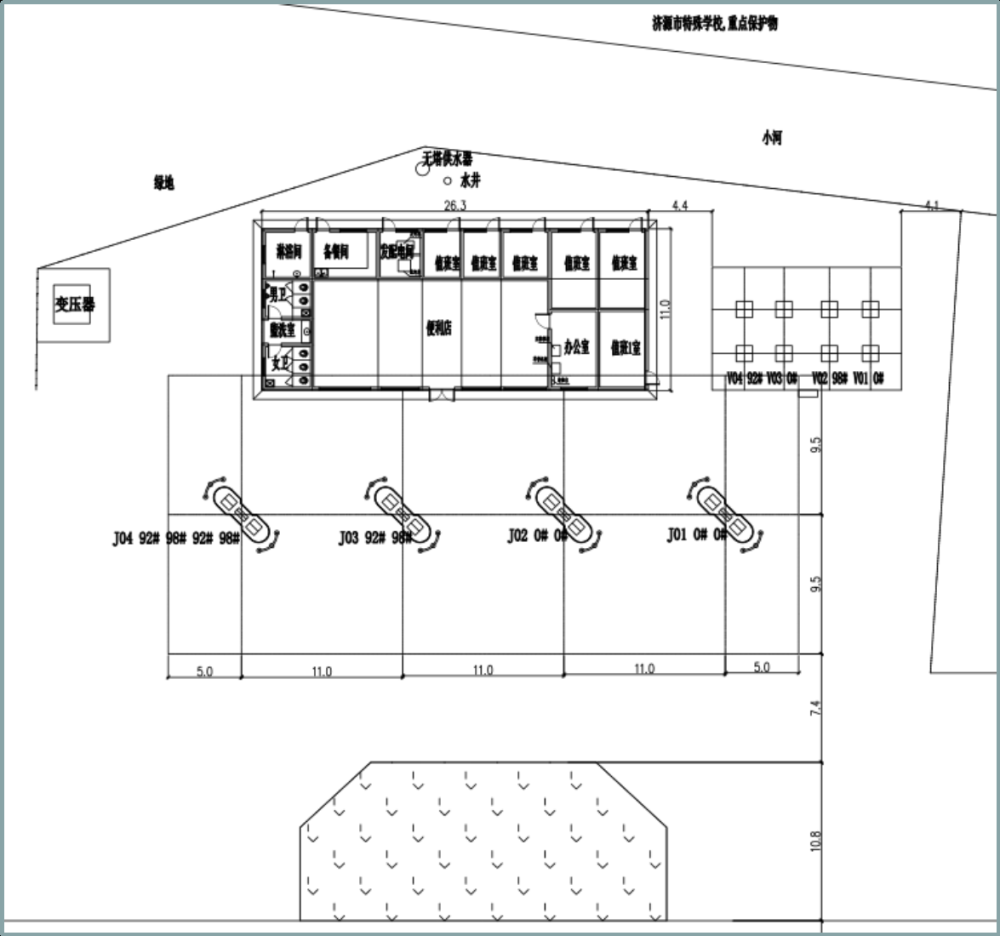 济源市特殊学校,重点保护物
小河
无塔供水器
水井
绿地
26.3
4.4
4.1
淋浴间
备餐间
发配电间
值班室
值班室
值班室
值班室
值班室
变压器
男卫
盥洗室
女卫
便利店
办公室
值班1室
11.0
V04 92# V03 0# V02 98# V01 0#
9.5
J04 92# 98# 92# 98#
J03 92# 98#
J02 0# 0#
J01 0# 0#
9.5
5.0
11.0
11.0
11.0
5.0
7.4
10.8